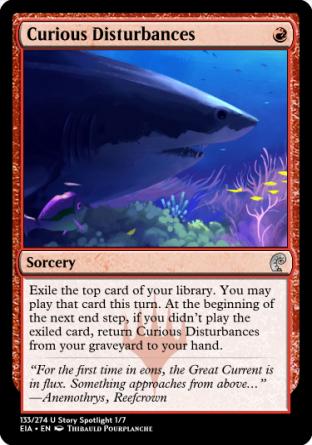 Curious Disturbances
Sorcery
Exile the top card of your library. You may
play that card this turn. At the beginning of
the next end step, if you didn't play the
exiled card, return Curious Disturbances
from your graveyard to your hand.
“For the first time in eons, the Great Current is
in flux. Something approaches from above…”
—Anemothrys, Reefcrown
133/274 U Story Spotlight 1/7
EIA • EN Thibauld Pourplanche